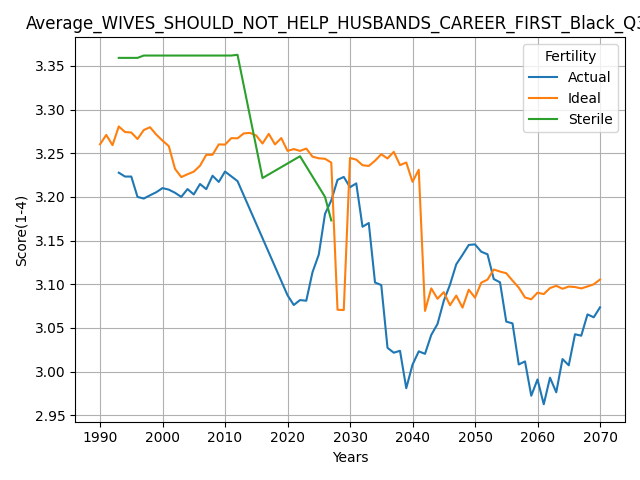 Average_WIVES_SHOULD_NOT_HELP_HUSBANDS_CAREER_FIRST_Black_Q3
Fertility
Actual
Ideal
Sterile
Score(1-4)
3.35
3.30
3.25
3.20
3.15
3.10
3.05
3.00
2.95
1990 2000 2010 2020 2030 2040 2050 2060 2070
Years